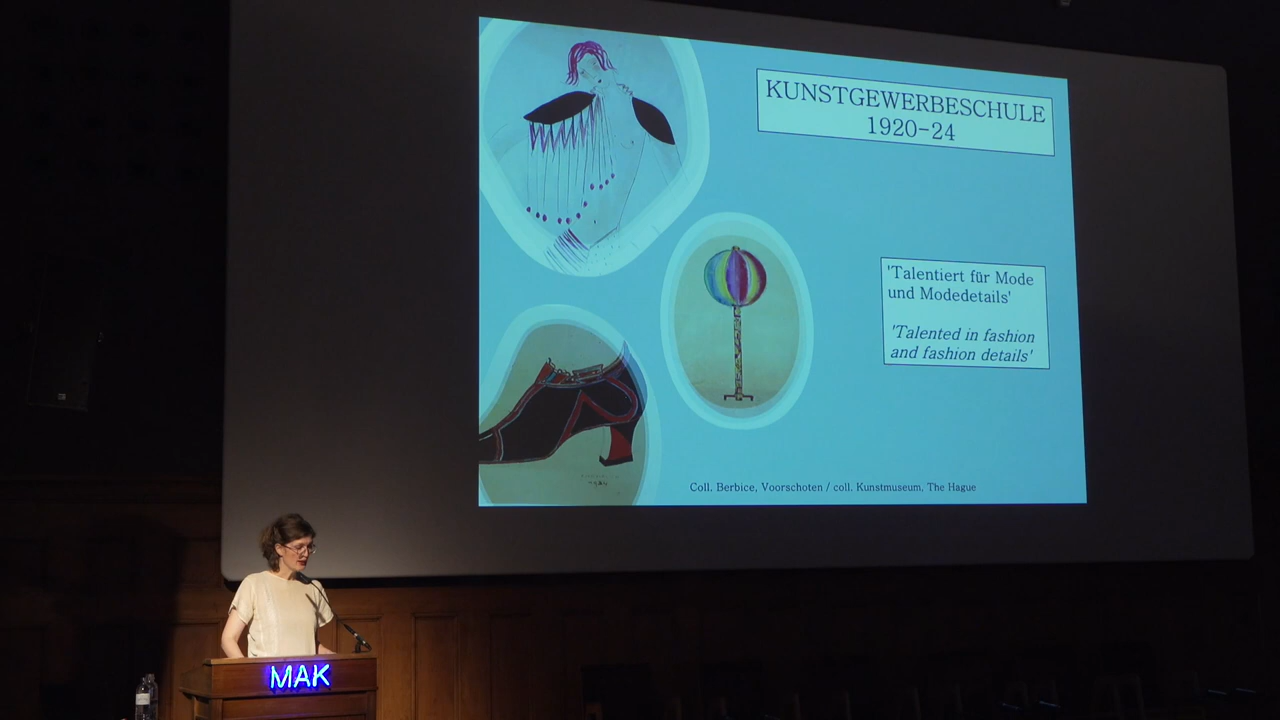 KUNSTGEWERBESCHULE
1920-24
'Talentiert für Mode
und Modedetails'
'Talented in fashion
and fashion details'
Coll. Berbice, Voorschoten / coll. Kunstmuseum, The Hague
MAK